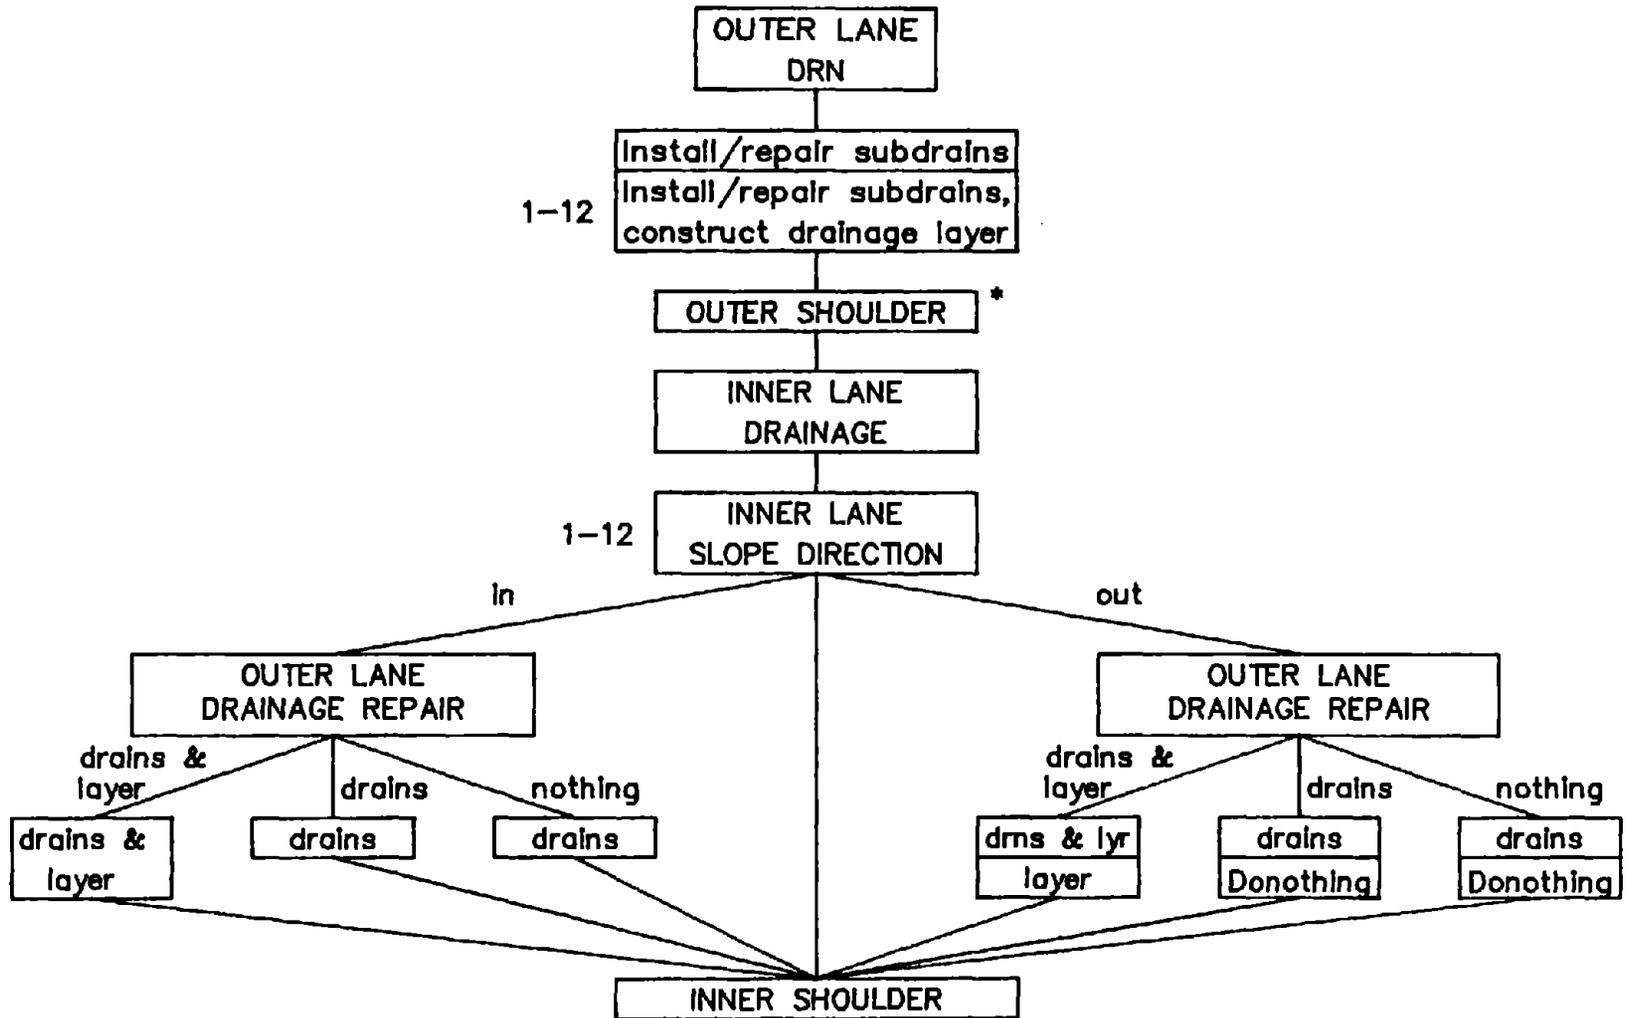 OUTER LANE
DRN
Install/repair subdrains
1-12
Install/repair subdrains,
construct drainage layer
OUTER SHOULDER *
INNER LANE
DRAINAGE
1-12
INNER LANE
SLOPE DIRECTION
in
out
OUTER LANE
DRAINAGE REPAIR
OUTER LANE
DRAINAGE REPAIR
drains &
layer
drains
nothing
drains &
layer
drains
nothing
drains &
layer
drains
drains
drns & lyr
layer
drains
Donothing
drains
Donothing
INNER SHOULDER